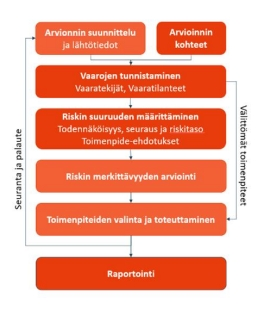 Arvionnin suunnittelu
ja lähtötiedot
Arvioinnin
kohteet
Vaarojen tunnistaminen
Vaaratekijät, Vaaratilanteet
Riskin suuruuden määrittäminen
Todennäköisyys, seuraus ja riskitaso
Toimenpide-ehdotukset
Riskin merkittävyyden arviointi
Toimenpiteiden valinta ja toteuttaminen
Raportointi
Seuranta ja palaute
Välittömät toimenpiteet